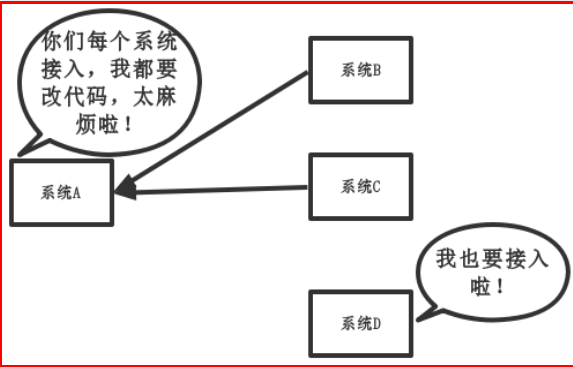 你们每个系统
接入，我都要
改代码，太麻
烦啦！
系统B
系统A
系统C
我也要接入
啦！
系统D